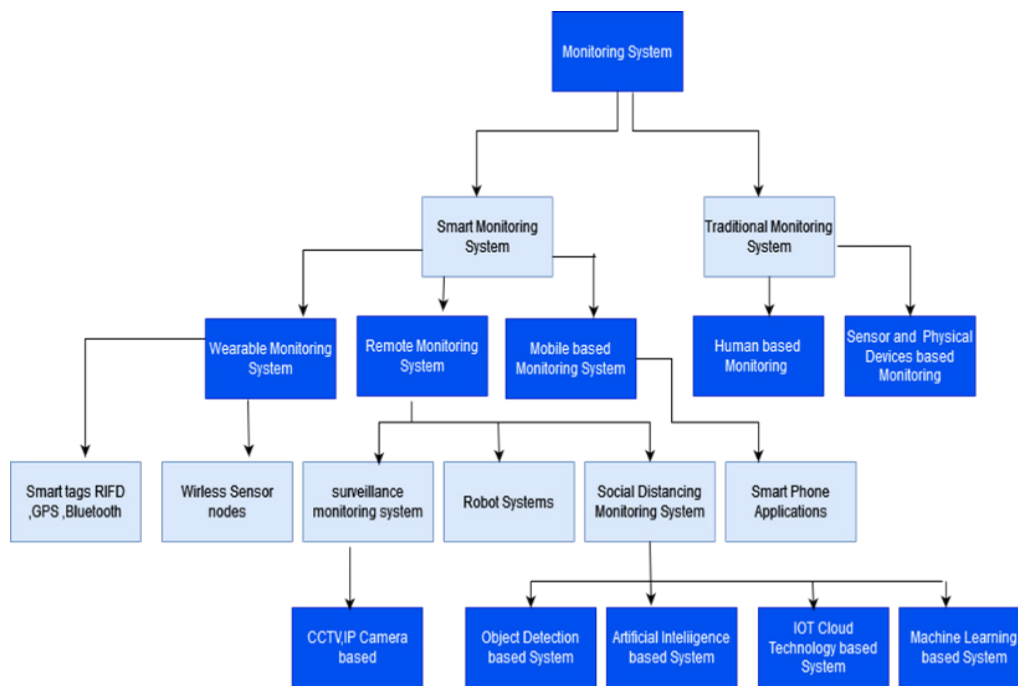 Monitoring System
Smart Monitoring
System
Traditional Monitoring
System
Wearable Monitoring
System
Remote Monitoring
System
Mobile based
Monitoring System
Human based
Monitoring
Sensor and Physical
Devices based
Monitoring
Smart tags RIFD
,GPS ,Bluetooth
Wirless Sensor
nodes
surveillance
monitoring system
Robot Systems
Social Distancing
Monitoring System
Smart Phone
Applications
CCTV,IP Camera
based
Object Detection
based System
Artificial Inteliigence
based System
IOT Cloud
Technology based
System
Machine Learning
based System